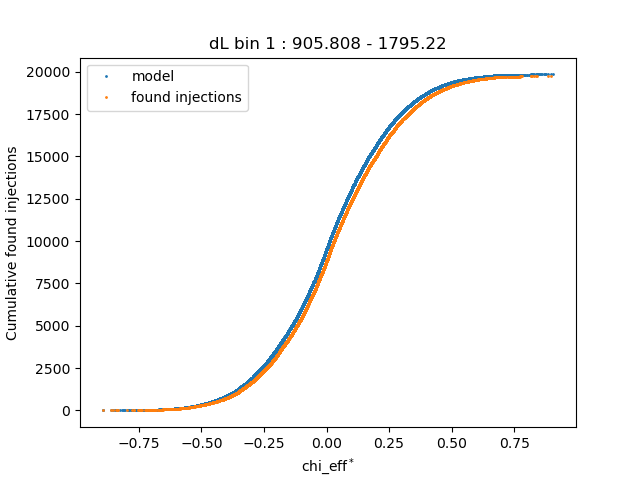 dL bin 1 : 905.808 - 1795.22
model
found injections
Cumulative found injections
20000
17500
15000
12500
10000
7500
5000
2500
0
−0.75 −0.50 −0.25 0.00 0.25 0.50 0.75
chi_eff*